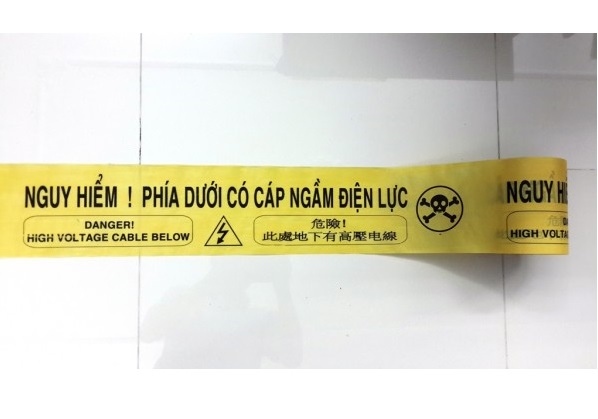 NGUY HIỂM ! PHÍA DƯỚI CÓ CÁP NGẦM ĐIỆN LỰC
DANGER!
HIGH VOLTAGE CABLE BELOW
危險!
此處地下有高壓电線
NGUY
HIGH